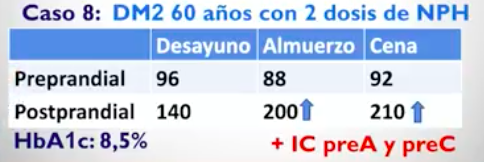 Caso 8: DM2 60 años con 2 dosis de NPH
Desayuno Almuerzo Cena
Preprandial 96 88 92
Postprandial 140 200 210
HbA1c: 8,5% + IC preA y preC